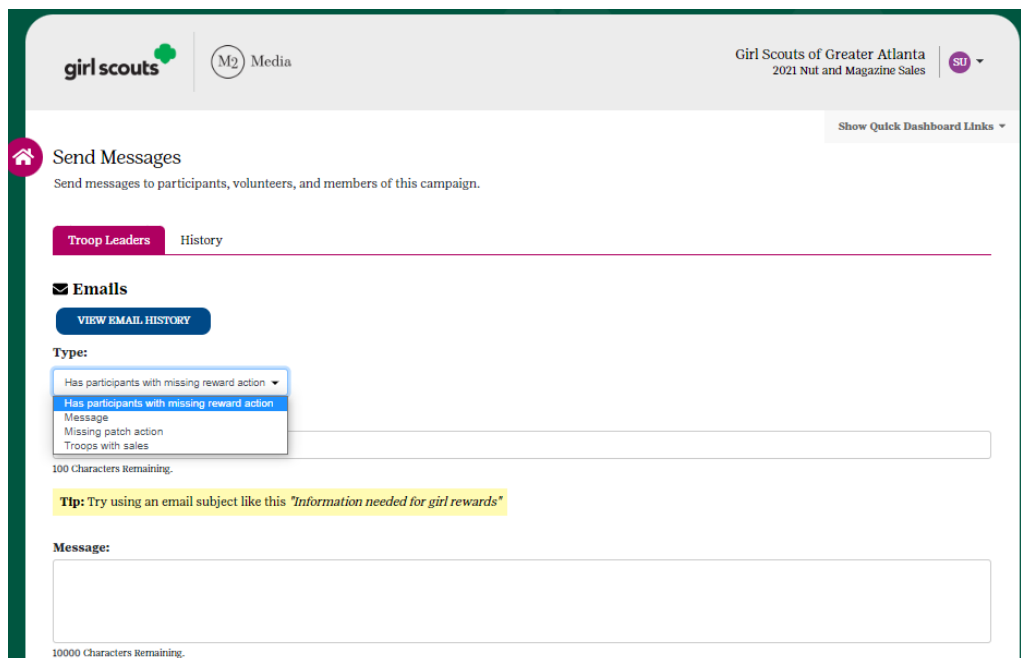 girl scouts
M2 Media
Girl Scouts of Greater Atlanta
2021 Nut and Magazine Sales
SU
Show Quick Dashboard Links
Send Messages
Send messages to participants, volunteers, and members of this campaign.
Troop Leaders
History
Emails
VIEW EMAIL HISTORY
Type:
Has participants with missing reward action
Has participants with missing reward action
Message
Missing patch action
Troops with sales
100 Characters Remaining.
Tip: Try using an email subject like this "Information needed for girl rewards"
Message:
10000 Characters Remaining.